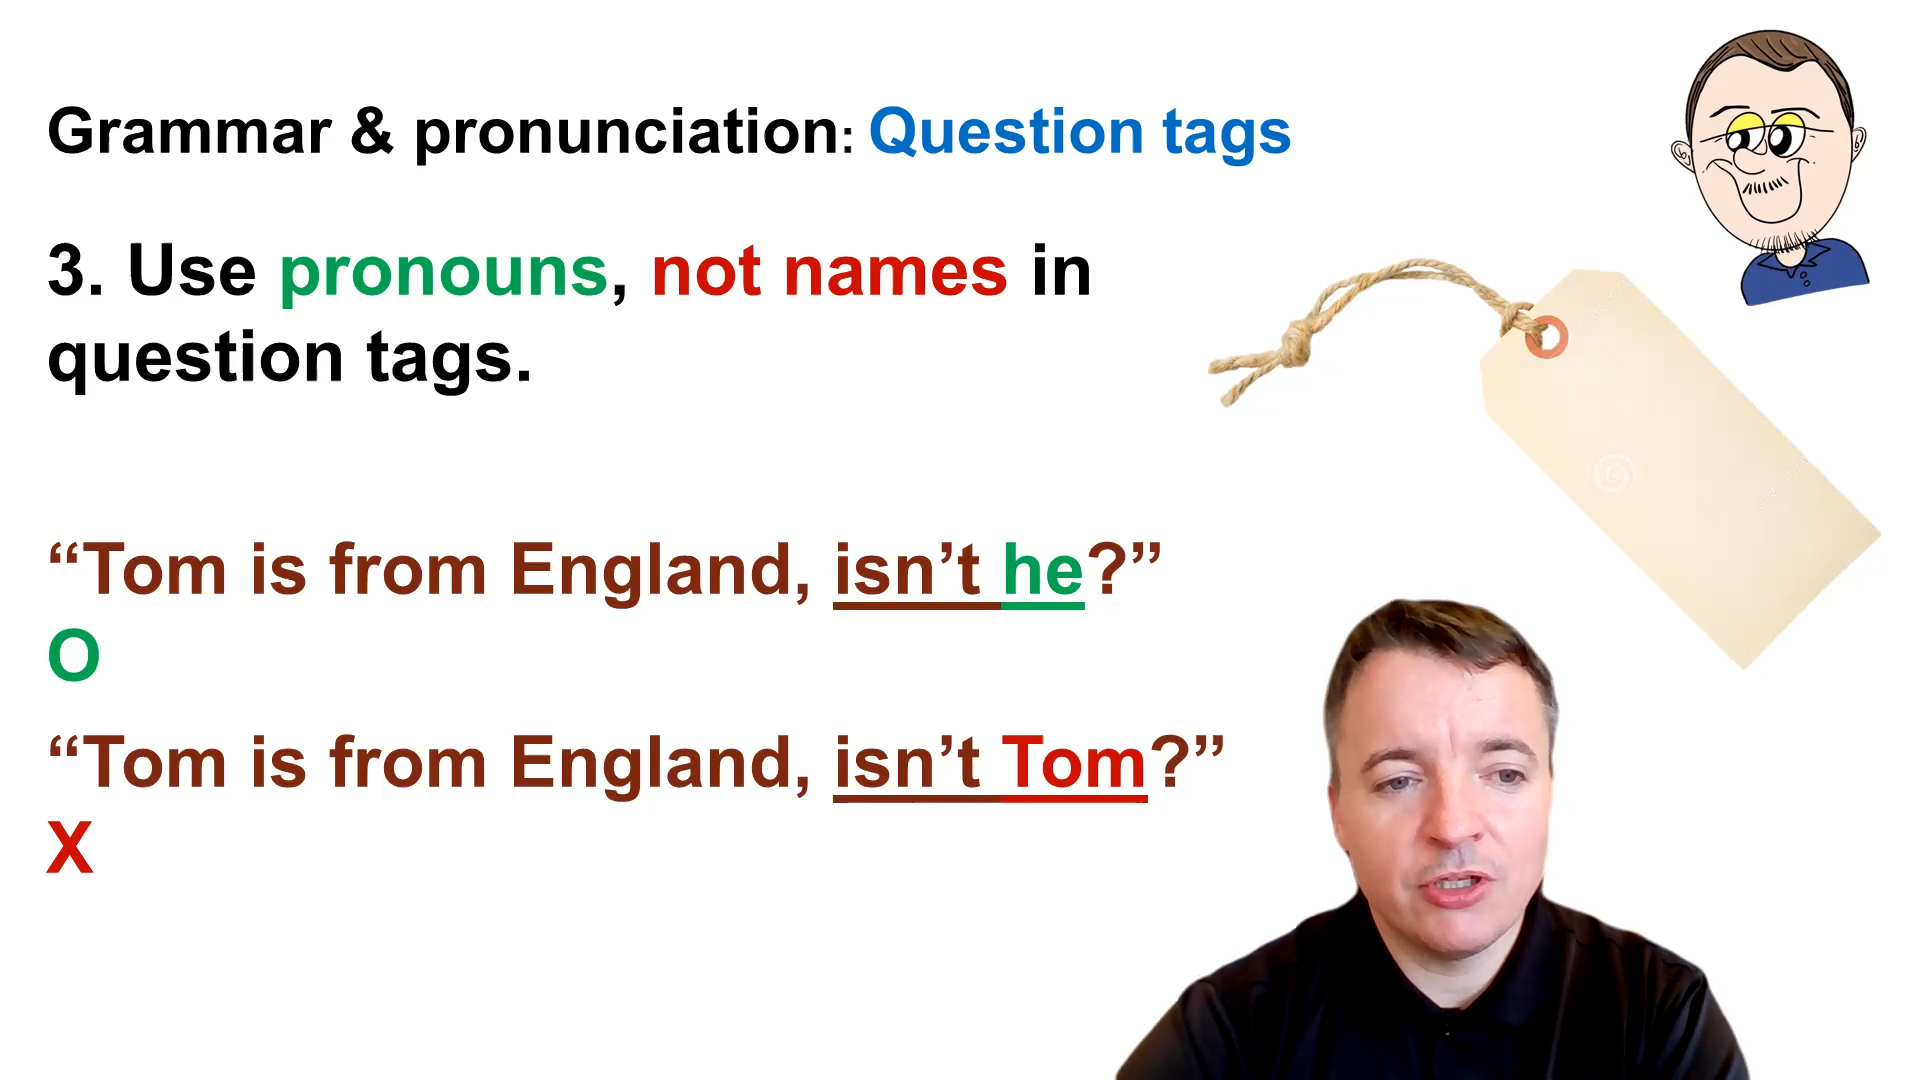 Grammar & pronunciation: Question tags
3. Use pronouns, not names in
question tags.
“Tom is from England, isn’t he?”
O
“Tom is from England, isn’t Tom?”
X